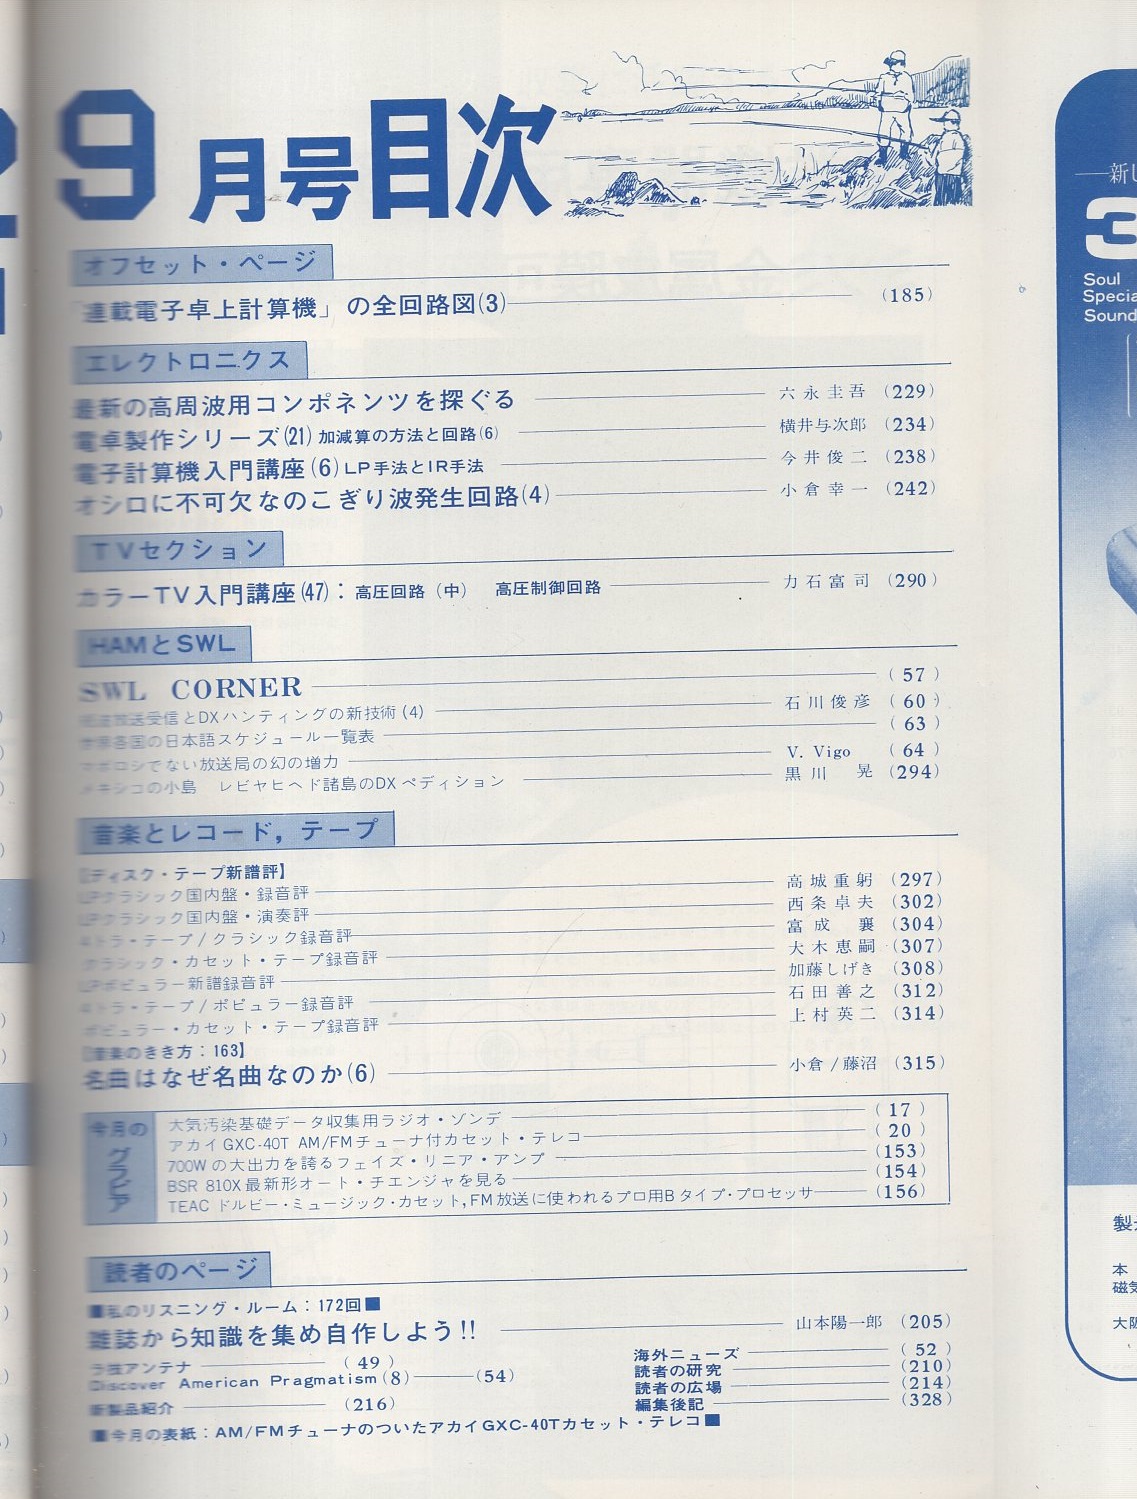 9月号目次
オフセット・ページ
「連載電子卓上計算機」の全回路図(3) (185)
エレクトロニクス
最新の高周波用コンポネンツを探ぐる 六永圭吾 (229)
電卓製作シリーズ(21) 加減算の方法と回路(6) 横井与次郎 (234)
電子計算機入門講座(6) LP手法とIR手法 今井俊二 (238)
オシロに不可欠なのこぎり波発生回路(4) 小倉幸一 (242)
TVセクション
カラーTV入門講座(47):高圧回路(中) 高圧制御回路 力石富司 (290)
HAMとSWL
SWL CORNER (57)
放送受信とDXハンティングの新技術(4) 石川俊彦 (60)
世界各国の日本語スケジュール一覧表 (63)
マボロシでない放送局の幻の増力 V. Vigo (64)
メキシコの小島 レビヤヒヘド諸島のDXペディション 黒川 晃 (294)
音楽とレコード,テープ
【ディスク・テープ新譜評】
LPクラシック国内盤・録音評 高城重躬 (297)
LPクラシック国内盤・演奏評 西条卓夫 (302)
4トラ・テープ/クラシック録音評 富成 襄 (304)
クラシック・カセット・テープ録音評 大木恵嗣 (307)
LPポピュラー新譜録音評 加藤しげき (308)
4トラ・テープ/ポピュラー録音評 石田善之 (312)
ポピュラー・カセット・テープ録音評 上村英二 (314)
【音楽のきき方:163】
名曲はなぜ名曲なのか(6) 小倉/藤沼 (315)
今月のグラビア
大気汚染基礎データ収集用ラジオ・ゾンデ (17)
アカイGXC-40T AM/FMチューナ付カセット・テレコ (20)
700Wの大出力を誇るフェイズ・リニア・アンプ (153)
BSR 810X最新形オート・チエンジャを見る (154)
TEAC ドルビー・ミュージック・カセット,FM放送に使われるプロ用Bタイプ・プロセッサ (156)
読者のページ
■私のリスニング・ルーム:172回■
雑誌から知識を集め自作しよう!! 山本陽一郎 (205)
ラ技アンテナ (49)
Discover American Pragmatism(8) (54)
新製品紹介 (216)
海外ニューズ (52)
読者の研究 (210)
読者の広場 (214)
編集後記 (328)
■今月の表紙:AM/FMチューナのついたアカイGXC-40Tカセット・テレコ■
Soul
Sound
本
大阪